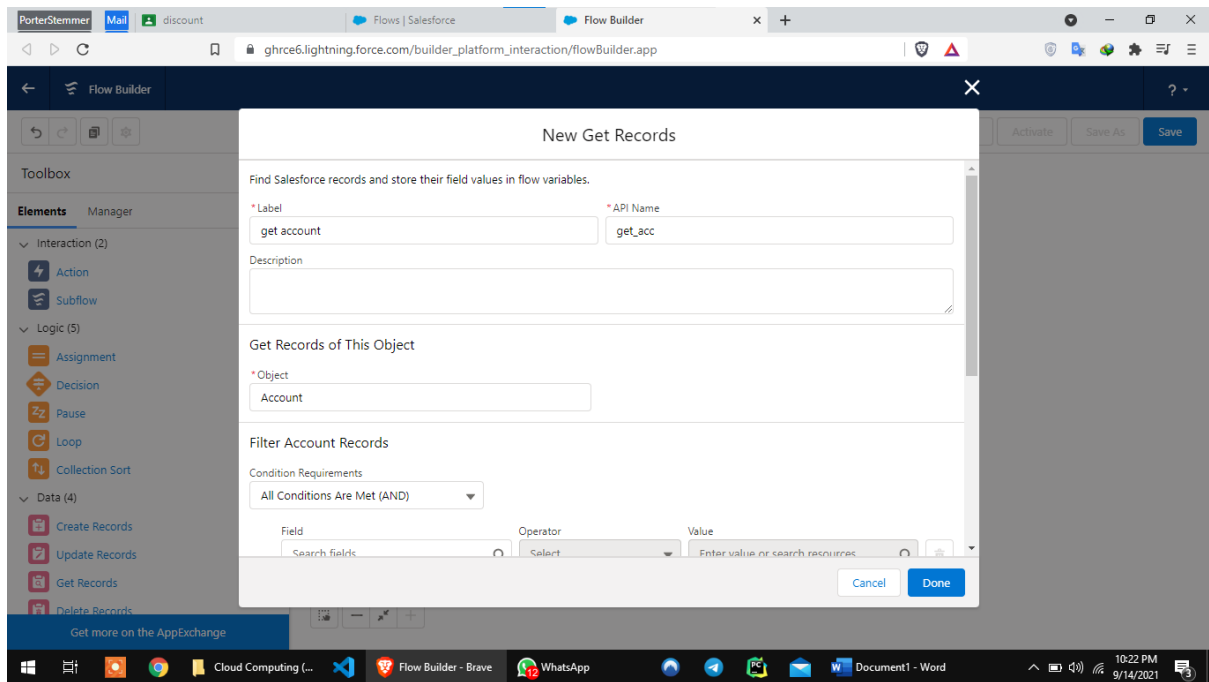 PorterStemmer Mail discount Flows | Salesforce Flow Builder
ghrce6.lightning.force.com/builder_platform_interaction/flowBuilder.app
Flow Builder ?
Activate Save As Save
New Get Records
Toolbox
Elements Manager
Interaction (2)
Action
Subflow
Logic (5)
Assignment
Decision
Pause
Loop
Collection Sort
Data (4)
Create Records
Update Records
Get Records
Delete Records
Get more on the AppExchange
Find Salesforce records and store their field values in flow variables.
*Label *API Name
get account get_acc
Description
Get Records of This Object
*Object
Account
Filter Account Records
Condition Requirements
All Conditions Are Met (AND)
Field Operator Value
Search fields... Select... Enter value or search resources...
Cancel Done
Cloud Computing (... Flow Builder - Brave 12 WhatsApp PC Document1 - Word 10:22 PM
9/14/2021 3